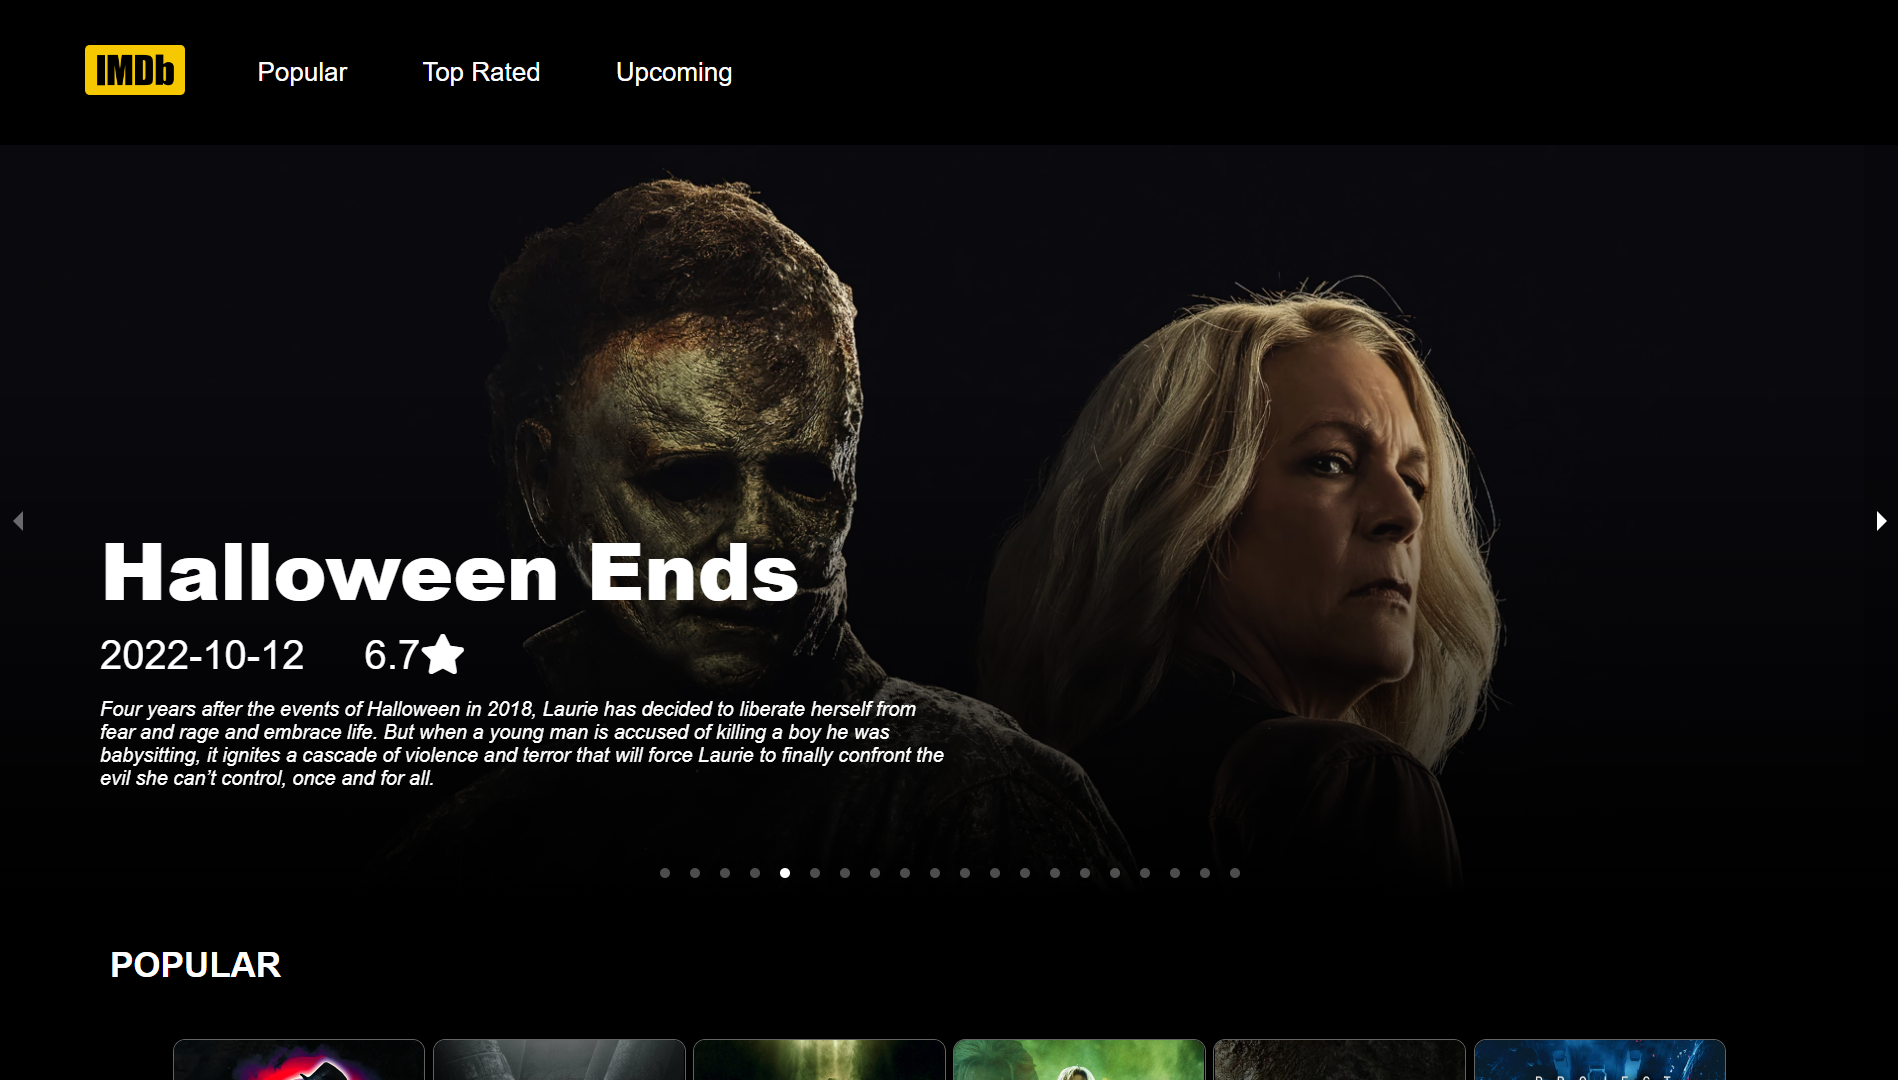 IMDb
Popular
Top Rated
Upcoming
Halloween Ends
2022-10-12 6.7
Four years after the events of Halloween in 2018, Laurie has decided to liberate herself from
fear and rage and embrace life. But when a young man is accused of killing a boy he was
babysitting, it ignites a cascade of violence and terror that will force Laurie to finally confront the
evil she can’t control, once and for all.
POPULAR